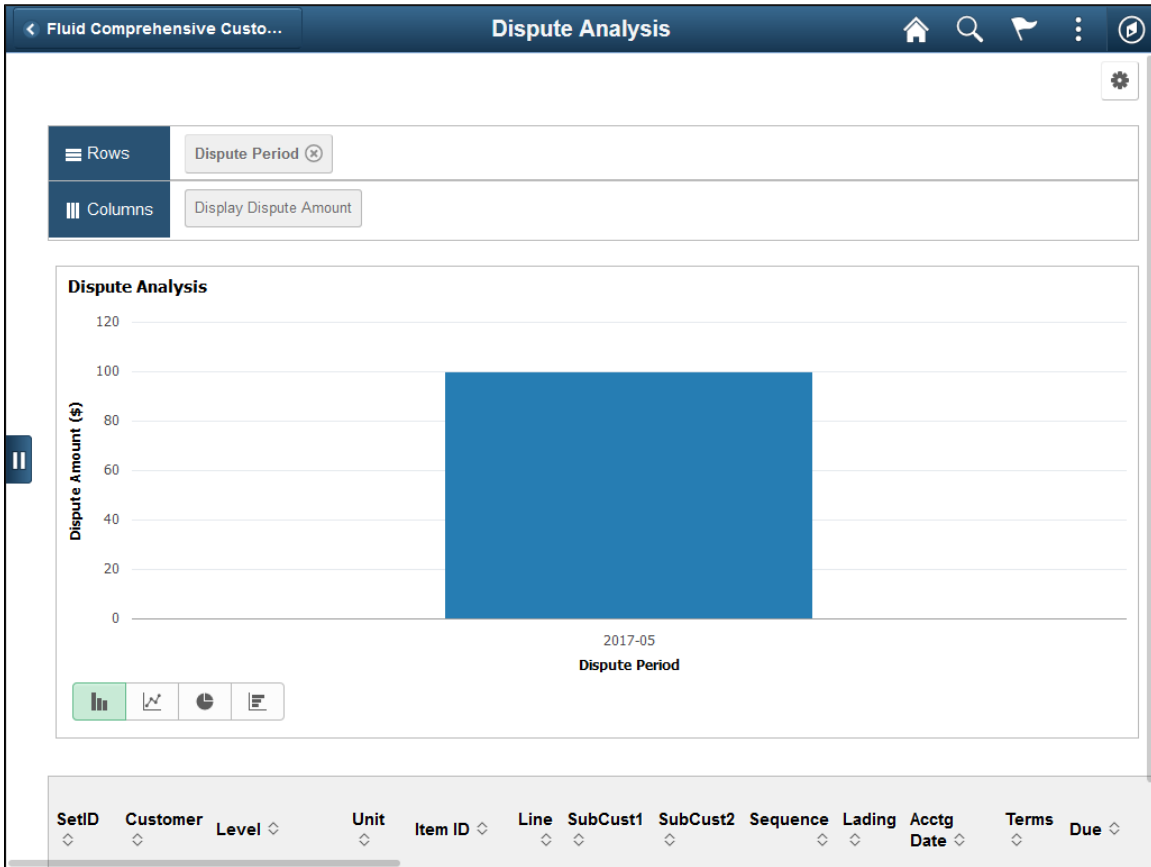 Fluid Comprehensive Custo...
Dispute Analysis
Rows
Dispute Period
Columns
Display Dispute Amount
Dispute Analysis
120
100
80
60
40
20
0
Dispute Amount ($)
2017-05
Dispute Period
SetID
Customer
Level
Unit
Item ID
Line
SubCust1
SubCust2
Sequence
Lading
Acctg
Date
Terms
Due